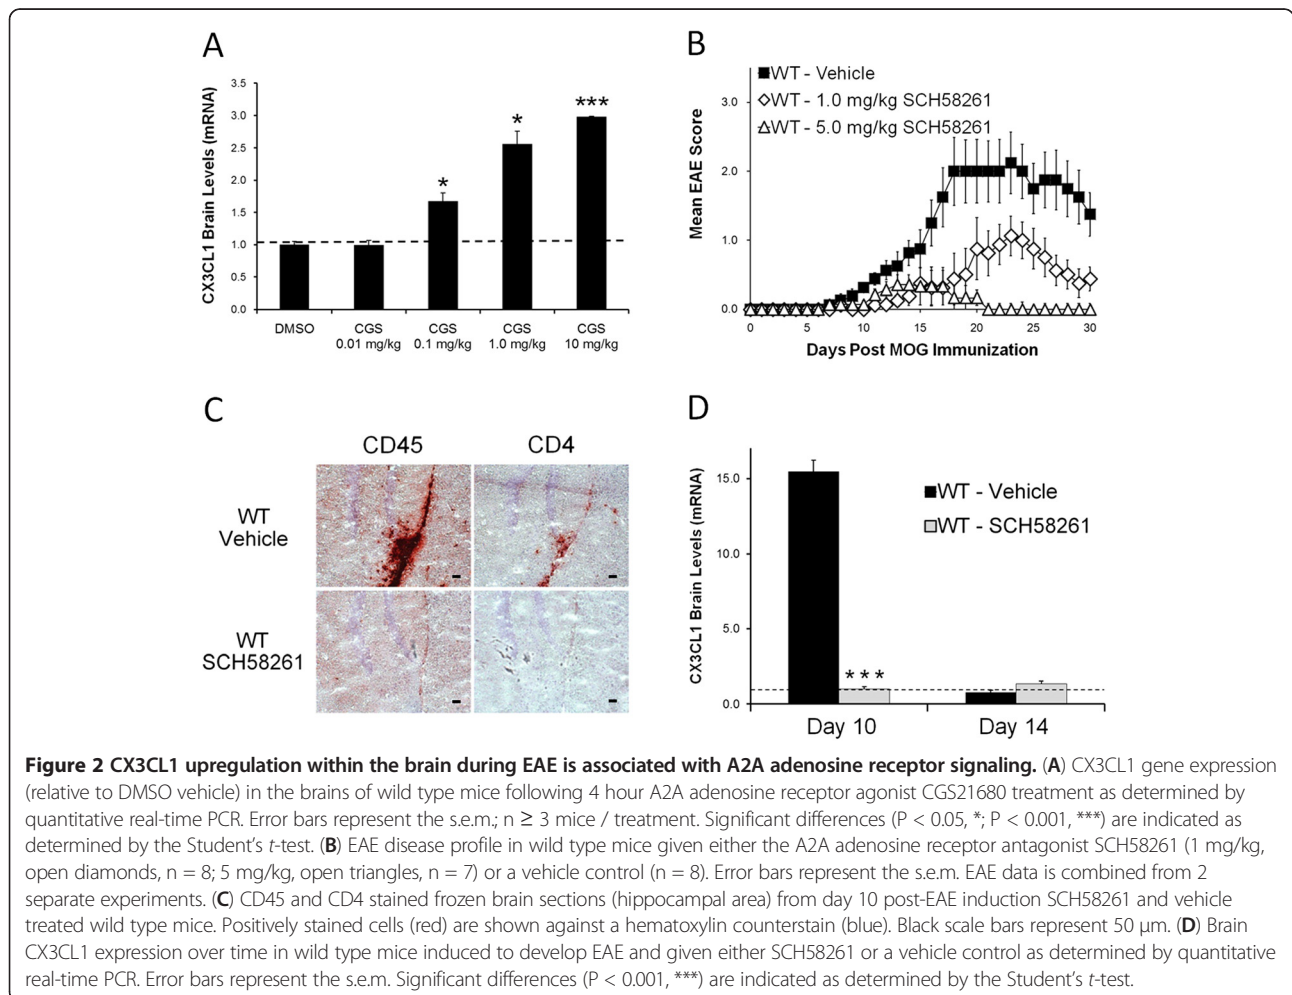 A
CX3CL1 Brain Levels (mRNA)
3.5
3.0
2.5
2.0
1.5
1.0
0.5
0.0
*
*
***
DMSO
CGS
0.01 mg/kg
CGS
0.1 mg/kg
CGS
1.0 mg/kg
CGS
10 mg/kg
B
WT - Vehicle
WT - 1.0 mg/kg SCH58261
WT - 5.0 mg/kg SCH58261
Mean EAE Score
3.0
2.0
1.0
0.0
0 5 10 15 20 25 30
Days Post MOG Immunization
C
CD45 CD4
WT
Vehicle
WT
SCH58261
D
CX3CL1 Brain Levels (mRNA)
15.0
10.0
5.0
0.0
WT - Vehicle
WT - SCH58261
***
Day 10 Day 14
Figure 2 CX3CL1 upregulation within the brain during EAE is associated with A2A adenosine receptor signaling. (A) CX3CL1 gene expression
(relative to DMSO vehicle) in the brains of wild type mice following 4 hour A2A adenosine receptor agonist CGS21680 treatment as determined by
quantitative real-time PCR. Error bars represent the s.e.m.; n ≥ 3 mice / treatment. Significant differences (P < 0.05, *; P < 0.001, ***) are indicated as
determined by the Student's t-test. (B) EAE disease profile in wild type mice given either the A2A adenosine receptor antagonist SCH58261 (1 mg/kg,
open diamonds, n = 8; 5 mg/kg, open triangles, n = 7) or a vehicle control (n = 8). Error bars represent the s.e.m. EAE data is combined from 2
separate experiments. (C) CD45 and CD4 stained frozen brain sections (hippocampal area) from day 10 post-EAE induction SCH58261 and vehicle
treated wild type mice. Positively stained cells (red) are shown against a hematoxylin counterstain (blue). Black scale bars represent 50 μm. (D) Brain
CX3CL1 expression over time in wild type mice induced to develop EAE and given either SCH58261 or a vehicle control as determined by quantitative
real-time PCR. Error bars represent the s.e.m. Significant differences (P < 0.001, ***) are indicated as determined by the Student's t-test.